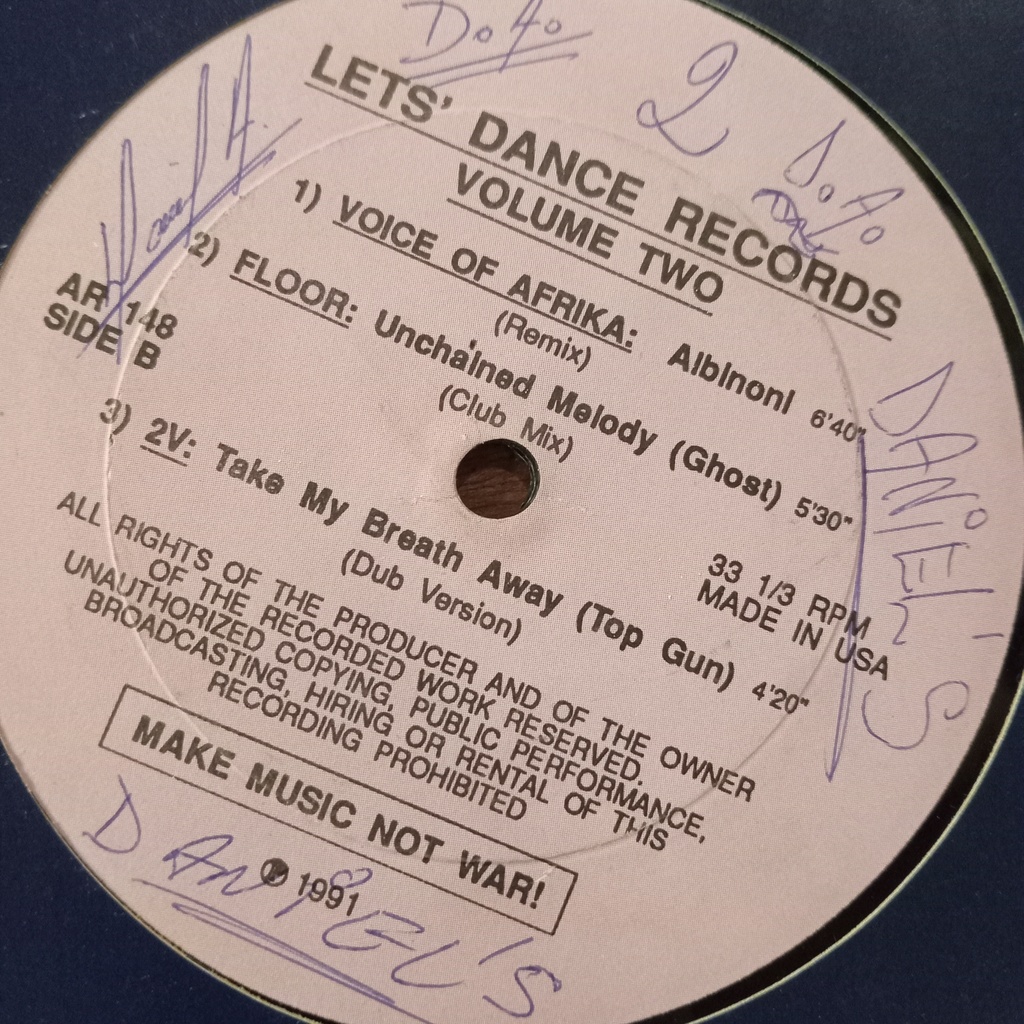 D. A.
2
LETS' DANCE RECORDS
VOLUME TWO
1) VOICE OF AFRIKA: Albinoni 6'40"
(Remix)
2) FLOOR: Unchained Melody (Ghost) 5'30"
(Club Mix)
AR 148
SIDE B
3) 2V: Take My Breath Away (Top Gun) 4'20"
(Dub Version)
33 1/3 RPM
MADE IN USA
ALL RIGHTS OF THE PRODUCER AND OF THE OWNER
OF THE RECORDED WORK RESERVED.
UNAUTHORIZED COPYING, PUBLIC PERFORMANCE,
BROADCASTING, HIRING OR RENTAL OF THIS
RECORDING PROHIBITED
MAKE MUSIC NOT WAR!
℗ 1991
DANiEL'S
DANiEL'S